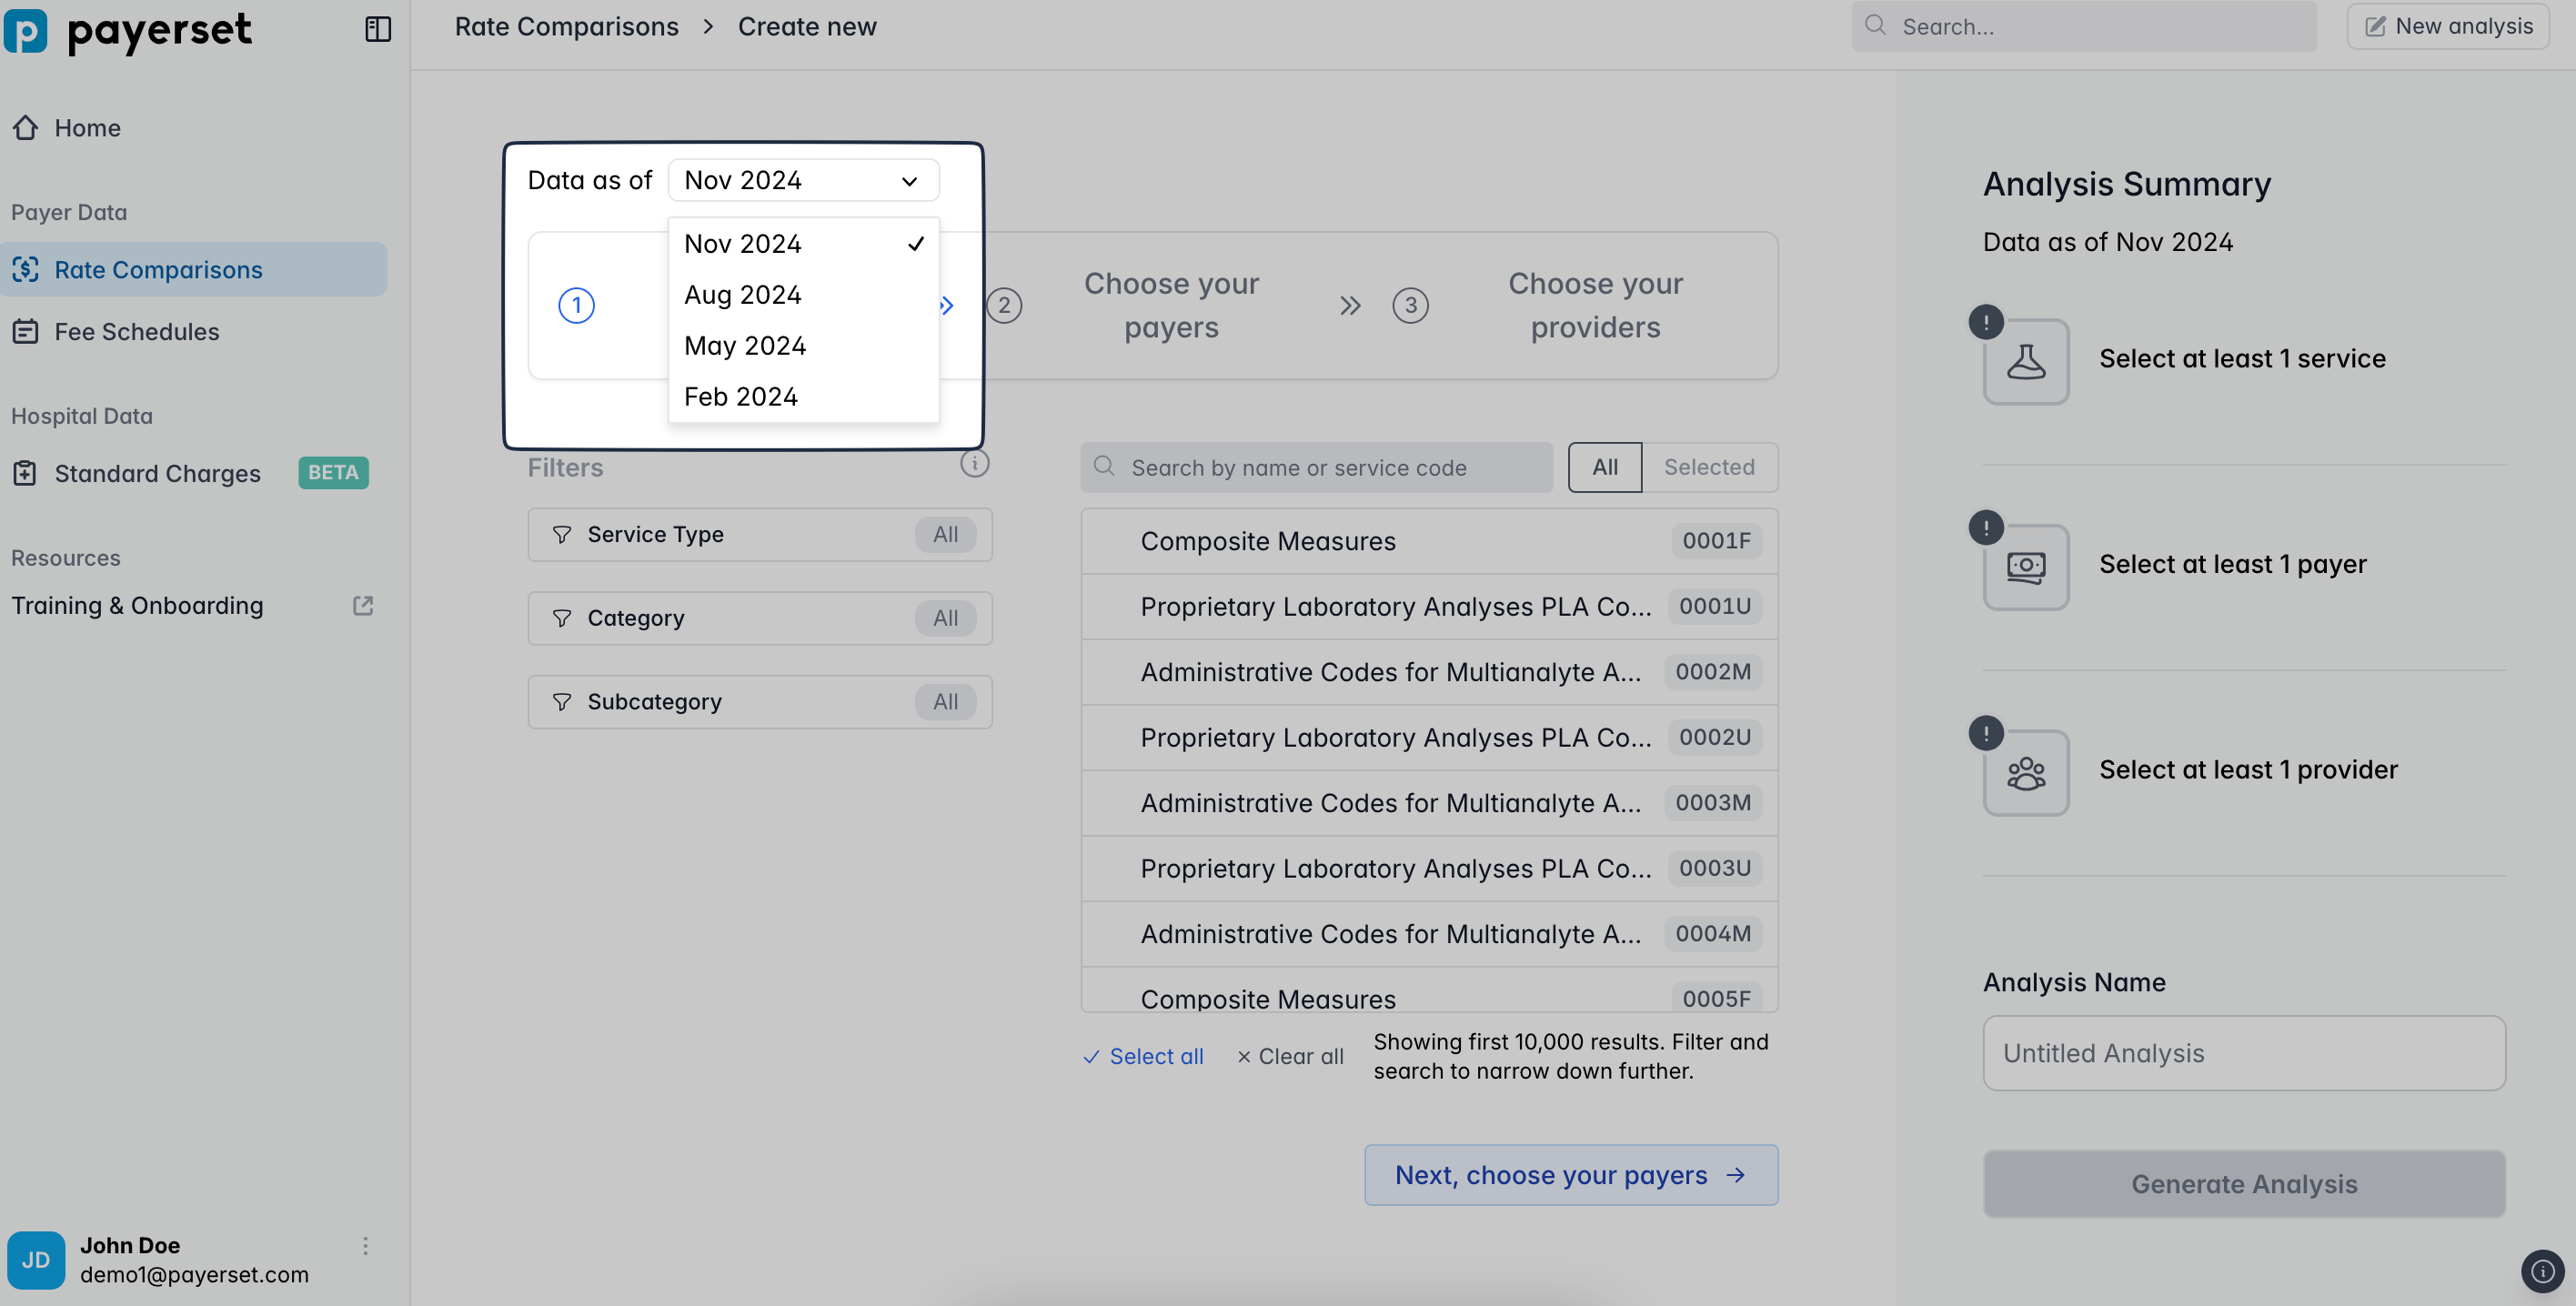 payerset
Rate Comparisons > Create new
Search...
New analysis
Home
Payer Data
Rate Comparisons
Fee Schedules
Hospital Data
Standard Charges BETA
Resources
Training & Onboarding
John Doe
JD
demo1@payerset.com
Data as of Nov 2024
Nov 2024
Aug 2024
May 2024
Feb 2024
1
2 Choose your
payers
3 Choose your
providers
Filters
Service Type All
Category All
Subcategory All
Search by name or service code
All Selected
Composite Measures 0001F
Proprietary Laboratory Analyses PLA Co... 0001U
Administrative Codes for Multianalyte A... 0002M
Proprietary Laboratory Analyses PLA Co... 0002U
Administrative Codes for Multianalyte A... 0003M
Proprietary Laboratory Analyses PLA Co... 0003U
Administrative Codes for Multianalyte A... 0004M
Composite Measures 0005F
Select all
Clear all
Showing first 10,000 results. Filter and
search to narrow down further.
Next, choose your payers →
Analysis Summary
Data as of Nov 2024
Select at least 1 service
Select at least 1 payer
Select at least 1 provider
Analysis Name
Untitled Analysis
Generate Analysis